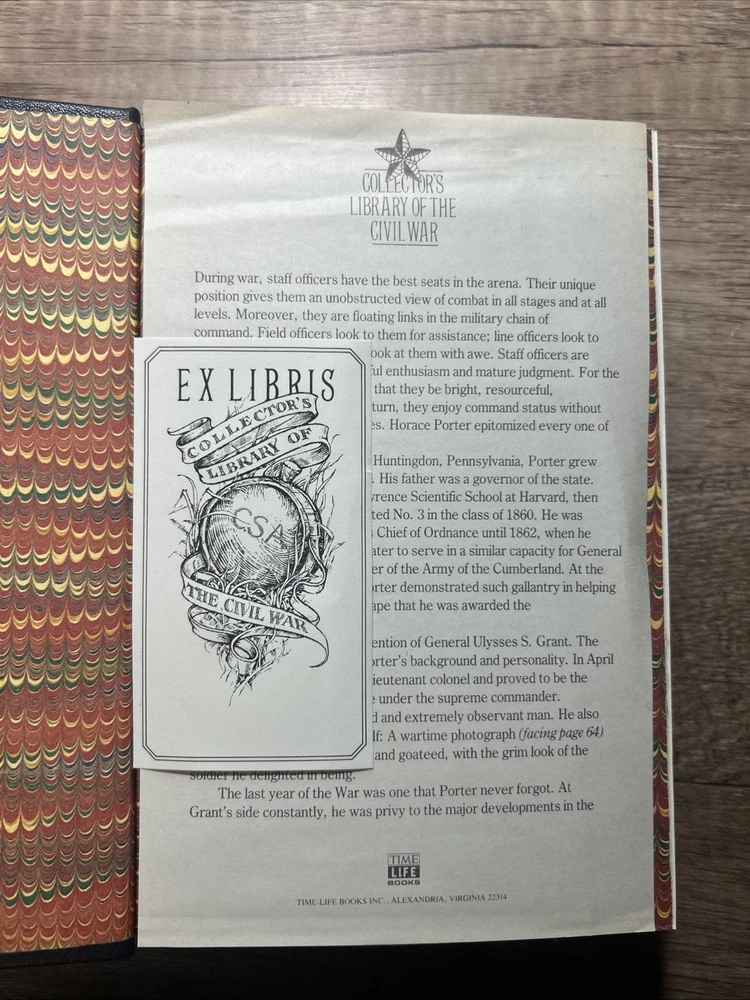 COLLECTOR'S
LIBRARY OF THE
CIVIL WAR
During war, staff officers have the best seats in the arena. Their unique
position gives them an unobstructed view of combat in all stages and at all
levels. Moreover, they are floating links in the military chain of
command. Field officers look to them for assistance; line officers look to
ook at them with awe. Staff officers are
ul enthusiasm and mature judgment. For the
that they be bright, resourceful,
turn, they enjoy command status without
es. Horace Porter epitomized every one of
Huntingdon, Pennsylvania, Porter grew
. His father was a governor of the state.
rence Scientific School at Harvard, then
ted No. 3 in the class of 1860. He was
Chief of Ordnance until 1862, when he
ater to serve in a similar capacity for General
er of the Army of the Cumberland. At the
orter demonstrated such gallantry in helping
ape that he was awarded the
ention of General Ulysses S. Grant. The
orter's background and personality. In April
lieutenant colonel and proved to be the
e under the supreme commander.
d and extremely observant man. He also
lf: A wartime photograph (facing page 64)
and goateed, with the grim look of the
soldier he delighted in being.
The last year of the War was one that Porter never forgot. At
Grant's side constantly, he was privy to the major developments in the
TIME
LIFE
BOOKS
TIME-LIFE BOOKS INC., ALEXANDRIA, VIRGINIA 22314
EX LIBRIS
COLLECTOR'S
LIBRARY OF
CSA
THE CIVIL WAR